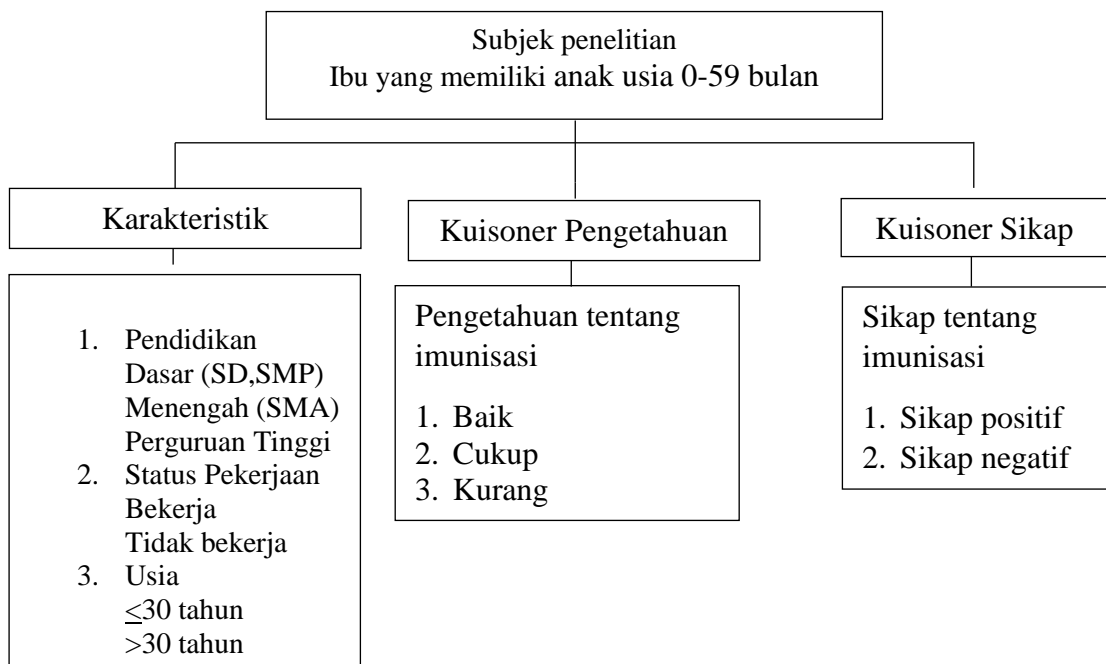 Subjek penelitian
Ibu yang memiliki anak usia 0-59 bulan
Karakteristik
Kuisoner Pengetahuan
Kuisoner Sikap
1. Pendidikan
Dasar (SD,SMP)
Menengah (SMA)
Perguruan Tinggi
2. Status Pekerjaan
Bekerja
Tidak bekerja
3. Usia
≤30 tahun
>30 tahun
Pengetahuan tentang
imunisasi
1. Baik
2. Cukup
3. Kurang
Sikap tentang
imunisasi
1. Sikap positif
2. Sikap negatif